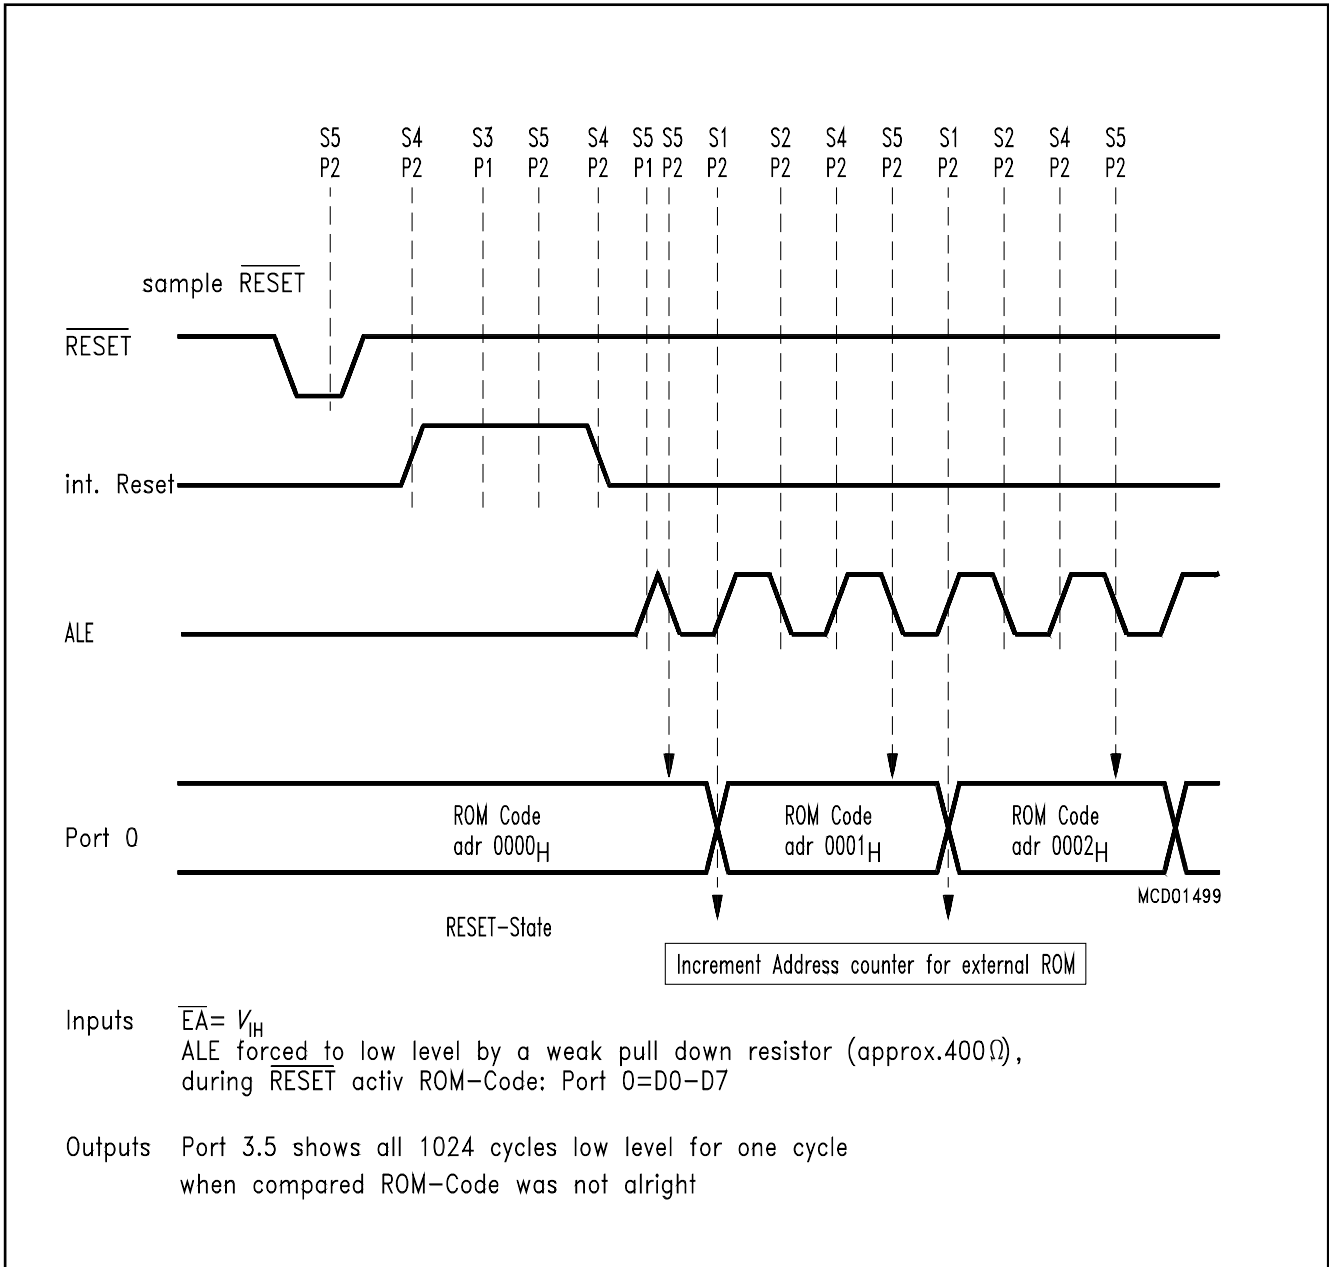 S5 S4 S3 S5 S4 S5 S5 S1 S2 S4 S5 S1 S2 S4 S5
P2 P2 P1 P2 P2 P1 P2 P2 P2 P2 P2 P2 P2 P2 P2
sample R̅E̅S̅E̅T̅
R̅E̅S̅E̅T̅
int. Reset
ALE
Port 0
ROM Code ROM Code ROM Code
adr 0000H adr 0001H adr 0002H
MCD01499
RESET-State
Increment Address counter for external ROM
Inputs E̅A̅= VIH
ALE forced to low level by a weak pull down resistor (approx.400Ω),
during R̅E̅S̅E̅T̅ activ ROM-Code: Port 0=D0-D7
Outputs Port 3.5 shows all 1024 cycles low level for one cycle
when compared ROM-Code was not alright